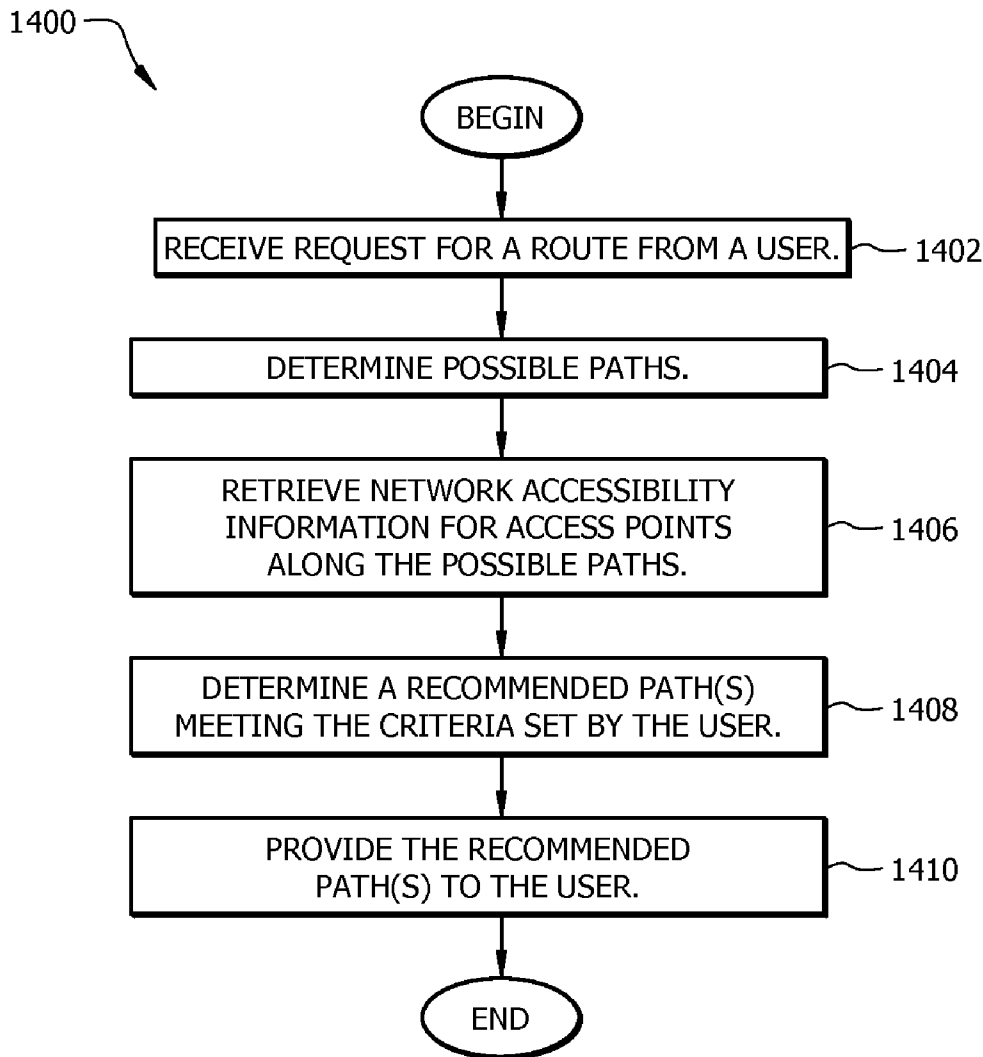 1400
BEGIN
RECEIVE REQUEST FOR A ROUTE FROM A USER.
1402
DETERMINE POSSIBLE PATHS.
1404
RETRIEVE NETWORK ACCESSIBILITY
INFORMATION FOR ACCESS POINTS
ALONG THE POSSIBLE PATHS.
1406
DETERMINE A RECOMMENDED PATH(S)
MEETING THE CRITERIA SET BY THE USER.
1408
PROVIDE THE RECOMMENDED
PATH(S) TO THE USER.
1410
END